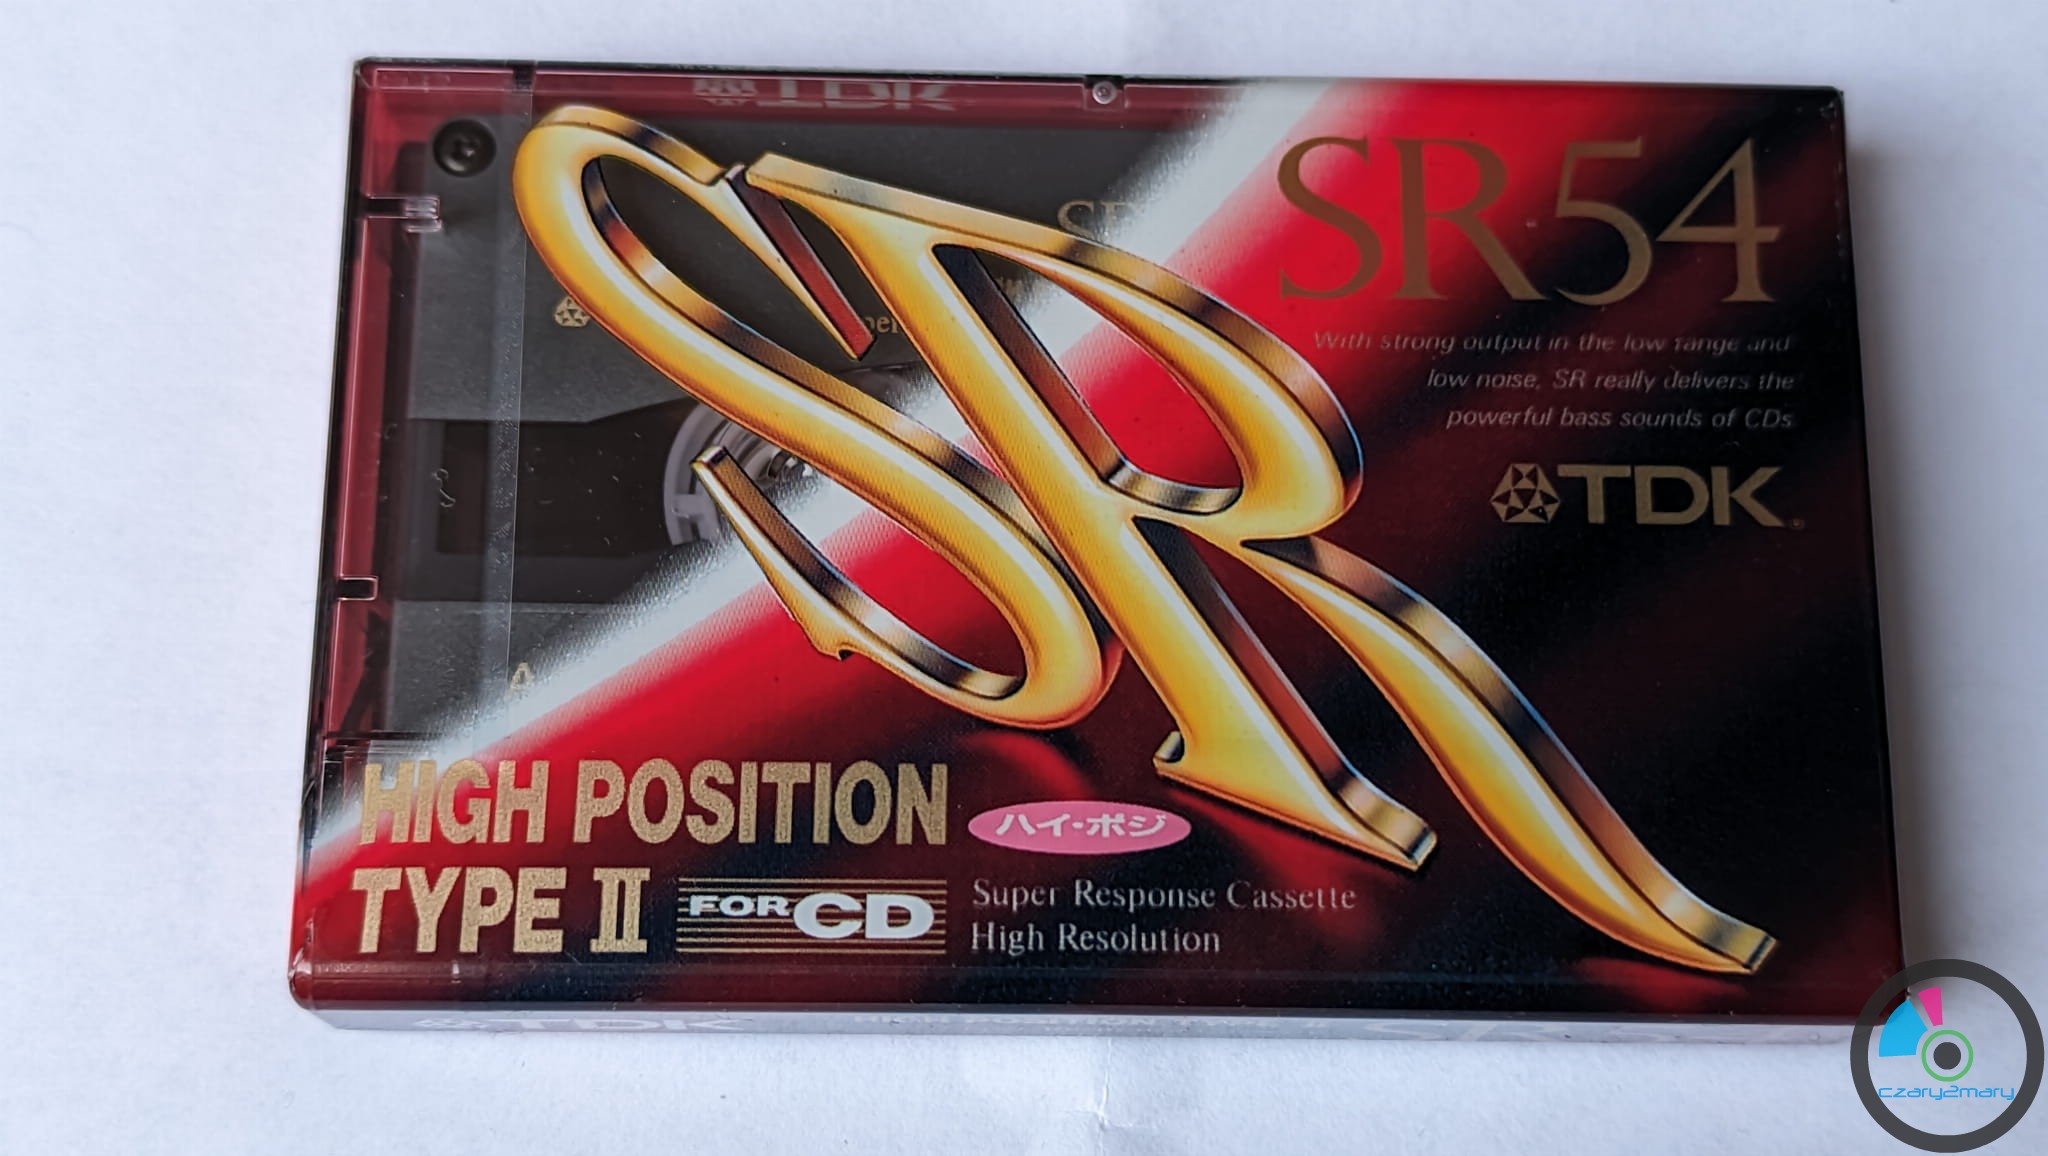 TDK
SR
SR54
With strong output in the low range and
low noise, SR really delivers the
powerful bass sounds of CDs
TDK
A
HIGH POSITION
ハイ・ポジ
TYPE II
FOR CD
Super Response Cassette
High Resolution
TDK
czary2mary